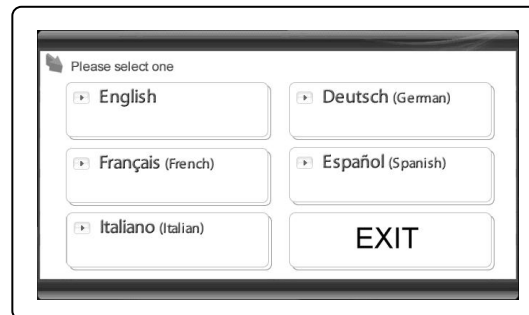 Please select one
English
Deutsch (German)
Français (French)
Español (Spanish)
Italiano (Italian)
EXIT